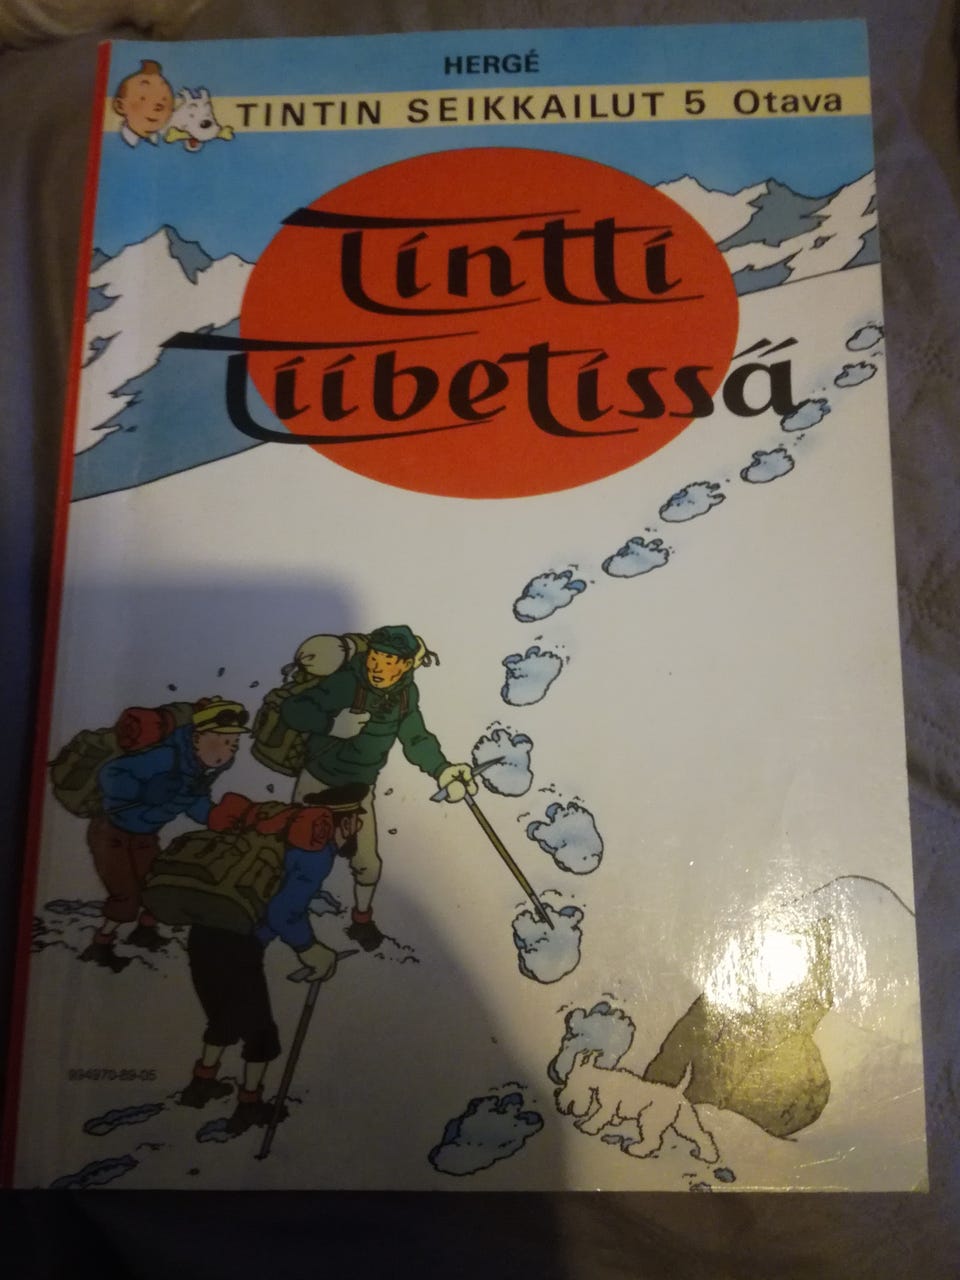 HERGÉ
TINTIN SEIKKAILUT 5 Otava
Tintti
Tiibetissä
994970-89-05